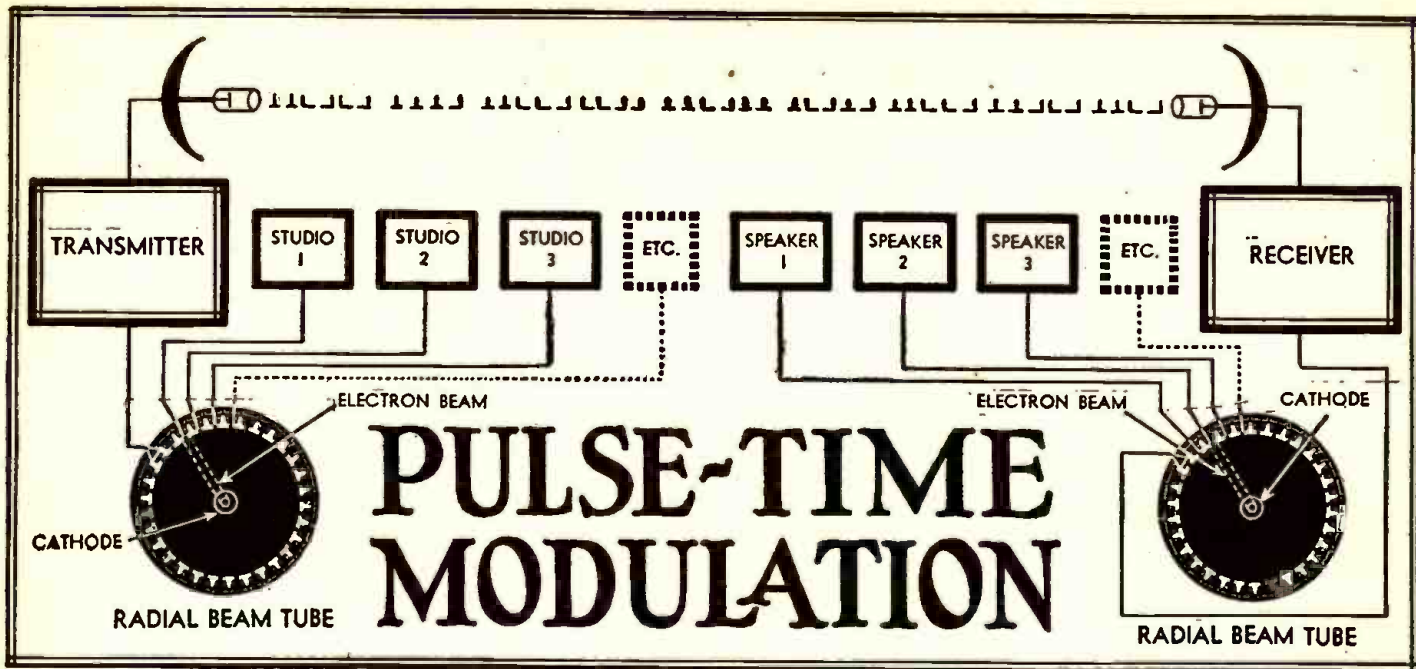 TRANSMITTER
STUDIO
1
STUDIO
2
STUDIO
3
ETC.
SPEAKER
1
SPEAKER
2
SPEAKER
3
ETC.
RECEIVER
ELECTRON BEAM
CATHODE
RADIAL BEAM TUBE
PULSE-TIME
MODULATION
ELECTRON BEAM
CATHODE
RADIAL BEAM TUBE